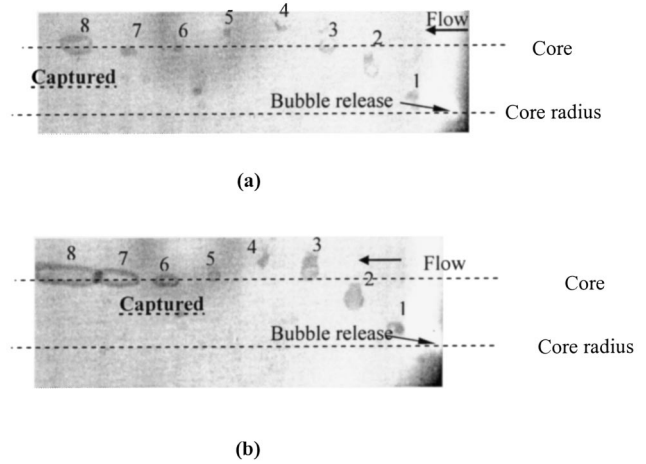 8 7 6 5 4 3 2 1 Flow
Core
Captured
Bubble release
Core radius
(a)
8 7 6 5 4 3 2 1 Flow
Core
Captured
Bubble release
Core radius
(b)